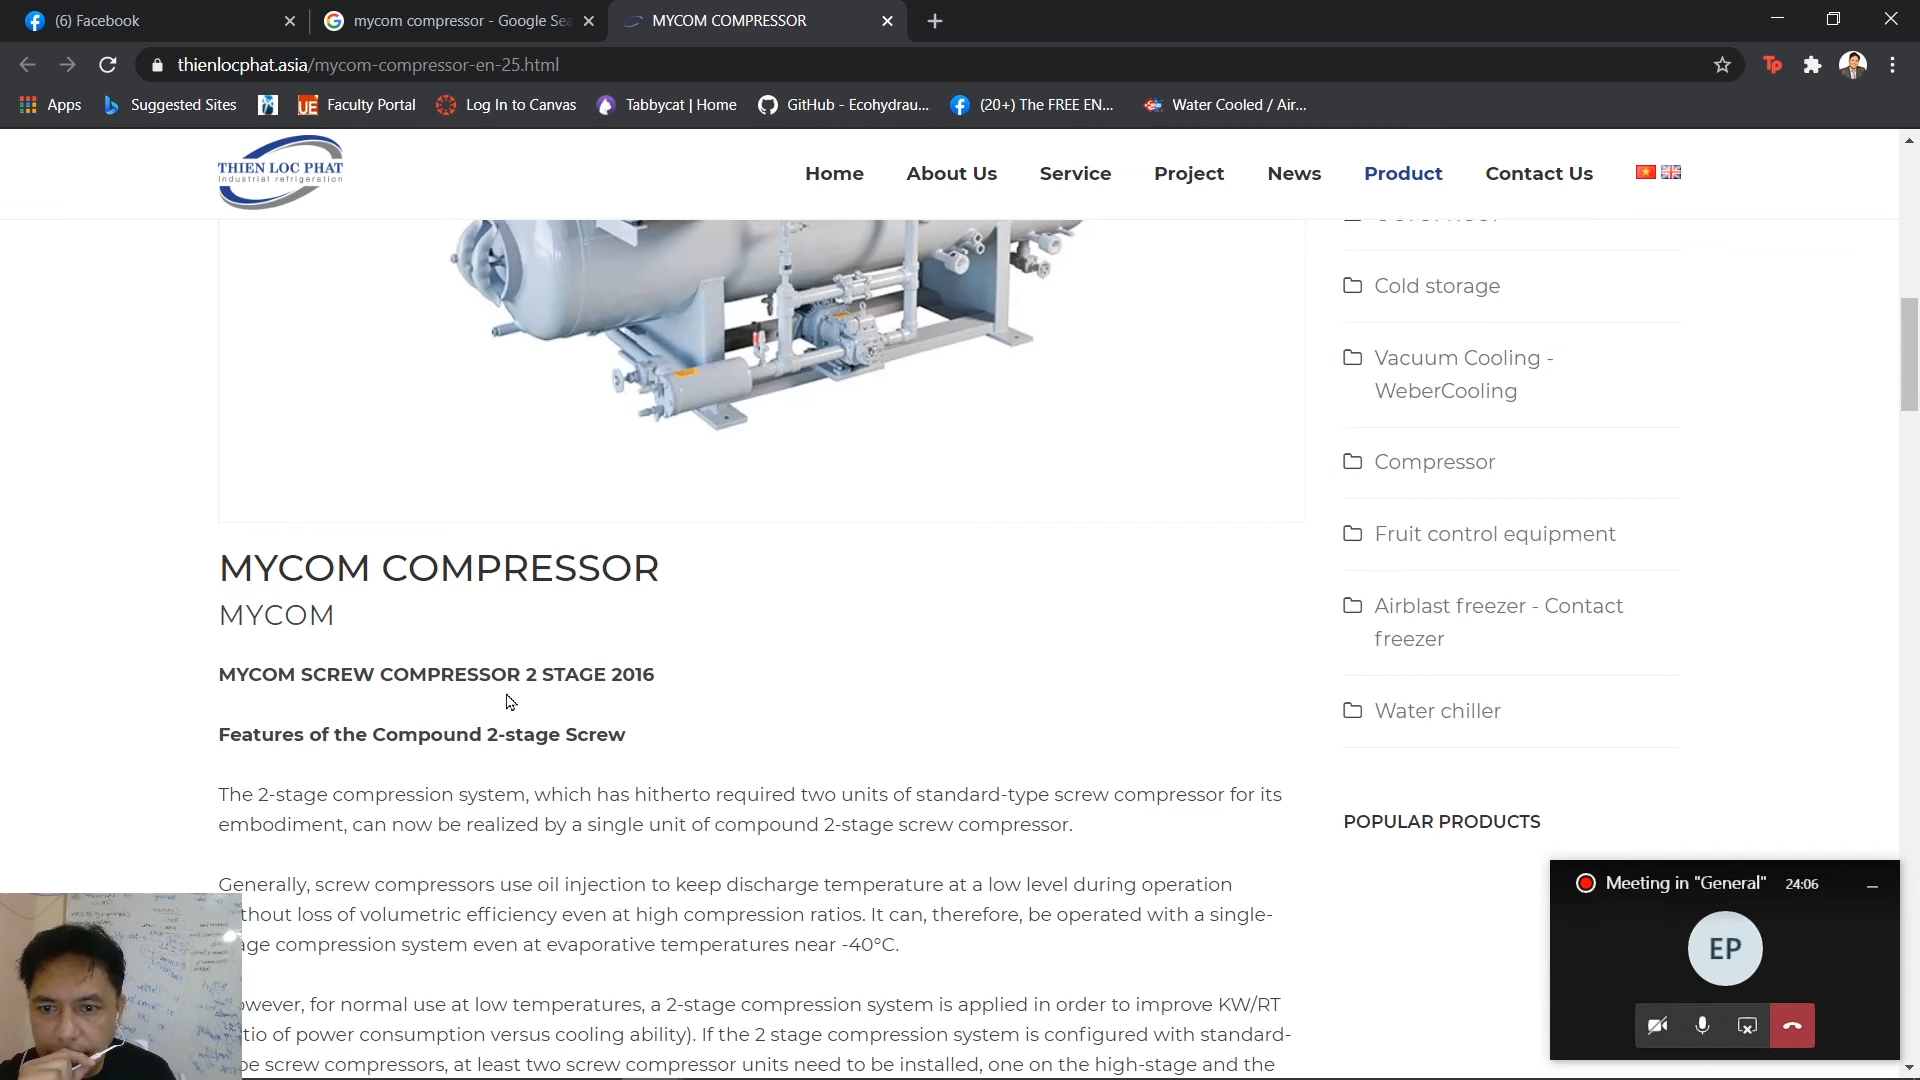 (6) Facebook
mycom compressor - Google Sea
MYCOM COMPRESSOR
thienlocphat.asia/mycom-compressor-en-25.html
Apps
Suggested Sites
UE Faculty Portal
Log In to Canvas
Tabbycat | Home
GitHub - Ecohydrau...
(20+) The FREE EN...
Water Cooled / Air...
THIEN LOC PHAT
Industrial refrigeration
Home
About Us
Service
Project
News
Product
Contact Us
Cold storage
Vacuum Cooling -
WeberCooling
Compressor
Fruit control equipment
Airblast freezer - Contact
freezer
Water chiller
POPULAR PRODUCTS
MYCOM COMPRESSOR
MYCOM
MYCOM SCREW COMPRESSOR 2 STAGE 2016
Features of the Compound 2-stage Screw
The 2-stage compression system, which has hitherto required two units of standard-type screw compressor for its
embodiment, can now be realized by a single unit of compound 2-stage screw compressor.
Generally, screw compressors use oil injection to keep discharge temperature at a low level during operation
thout loss of volumetric efficiency even at high compression ratios. It can, therefore, be operated with a single-
age compression system even at evaporative temperatures near -40°C.
owever, for normal use at low temperatures, a 2-stage compression system is applied in order to improve KW/RT
tio of power consumption versus cooling ability). If the 2 stage compression system is configured with standard-
pe screw compressors, at least two screw compressor units need to be installed, one on the high-stage and the
Meeting in "General" 24:06
EP